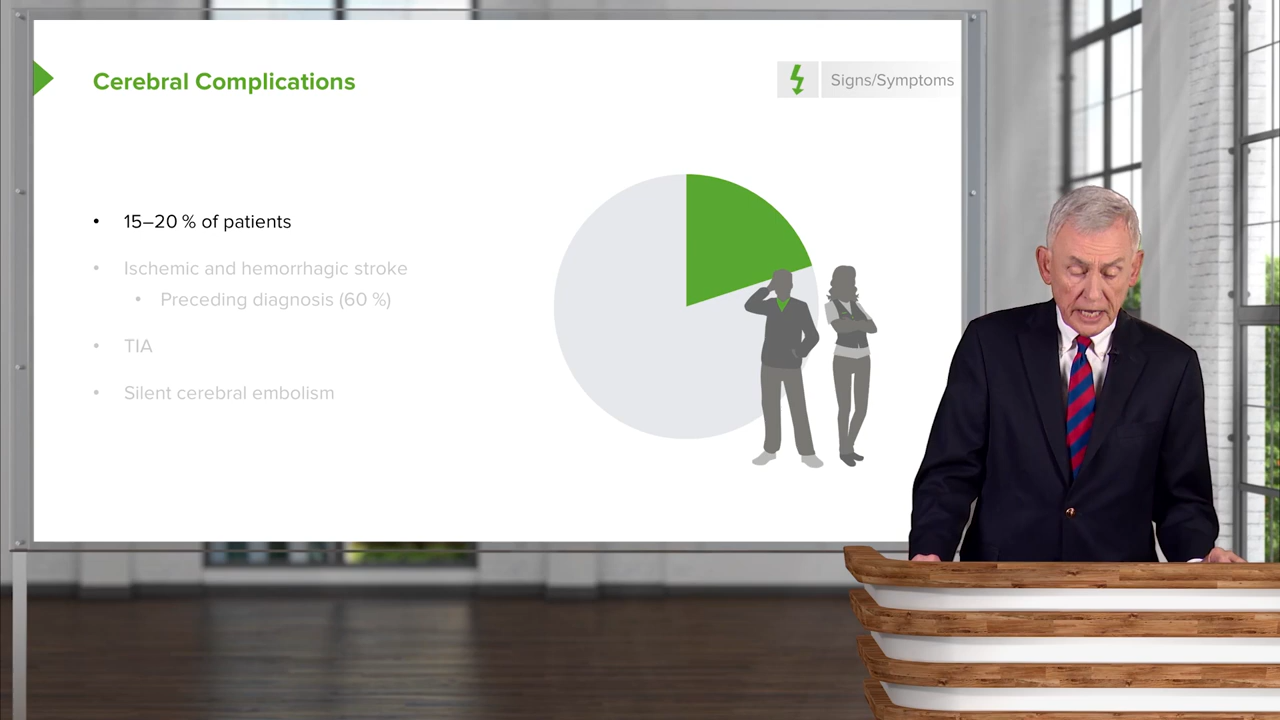 Cerebral Complications
Signs/Symptoms
• 15–20 % of patients
• Ischemic and hemorrhagic stroke
• Preceding diagnosis (60 %)
• TIA
• Silent cerebral embolism